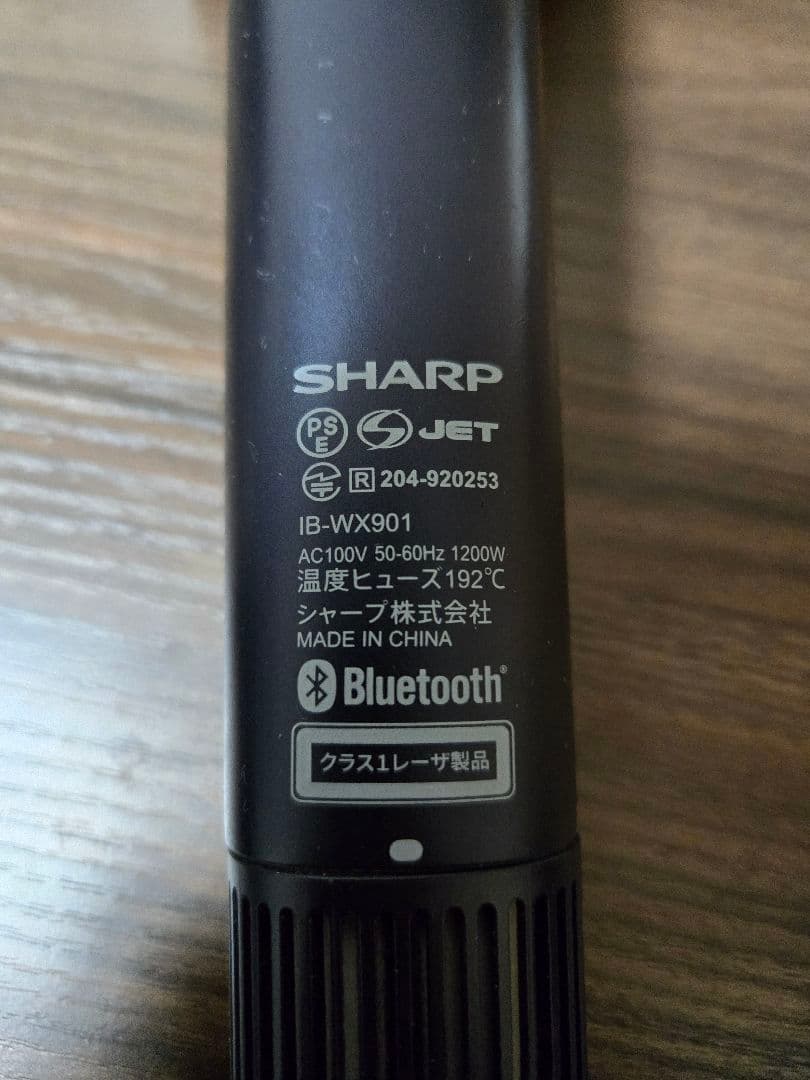 SHARP
PS
E
JET
R 204-920253
IB-WX901
AC100V 50-60Hz 1200W
温度ヒューズ192℃
シャープ株式会社
MADE IN CHINA
Bluetooth®
クラス1レーザ製品